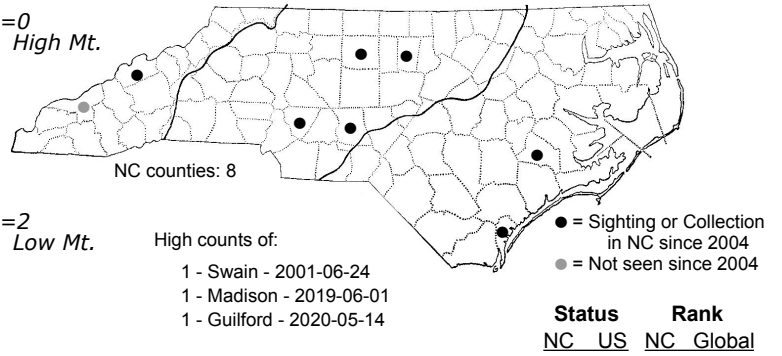 =0
High Mt.
NC counties: 8
=2
Low Mt.
High counts of:
1 - Swain - 2001-06-24
1 - Madison - 2019-06-01
1 - Guilford - 2020-05-14
● = Sighting or Collection
in NC since 2004
● = Not seen since 2004
Status Rank
NC US NC Global